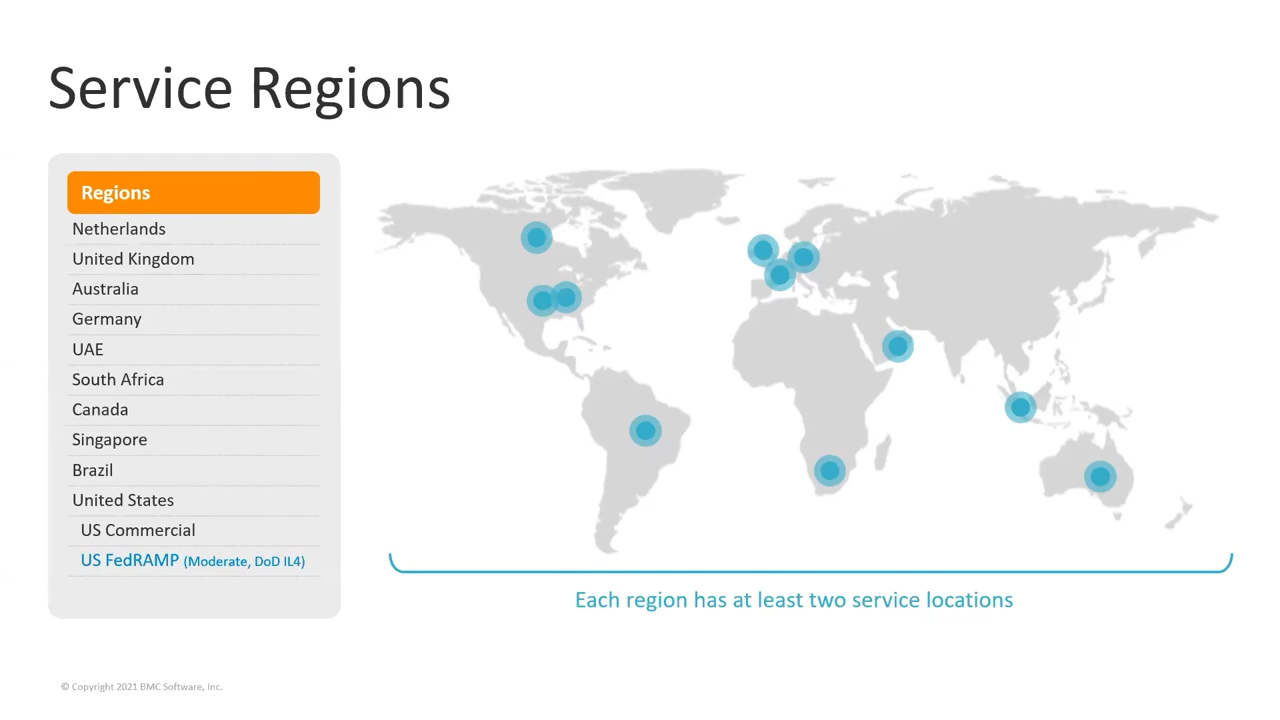 Service Regions
Regions
Netherlands
United Kingdom
Australia
Germany
UAE
South Africa
Canada
Singapore
Brazil
United States
US Commercial
US FedRAMP (Moderate, DoD IL4)
Each region has at least two service locations
© Copyright 2021 BMC Software, Inc.